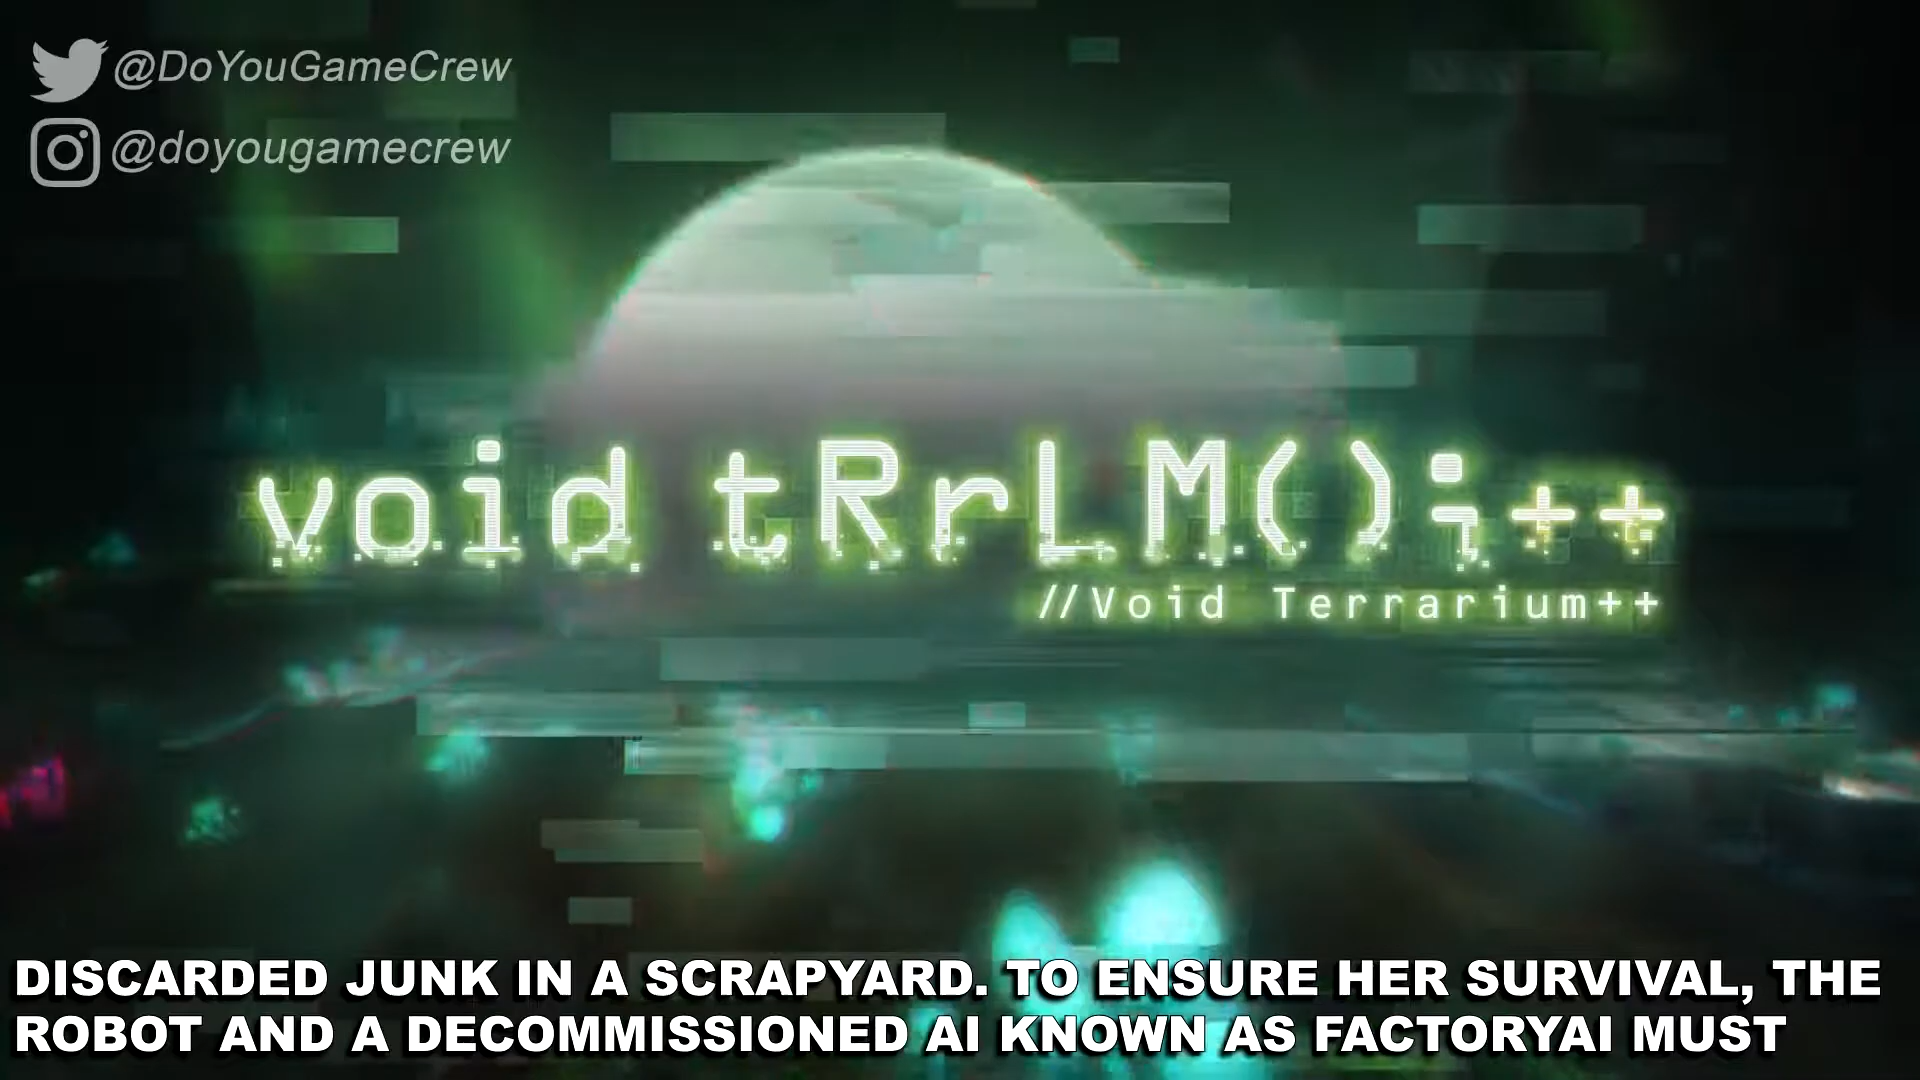 @DoYouGameCrew
@doyougamecrew
void tRrLM();++
//Void Terrarium++
DISCARDED JUNK IN A SCRAPYARD. TO ENSURE HER SURVIVAL, THE
ROBOT AND A DECOMMISSIONED AI KNOWN AS FACTORYAI MUST